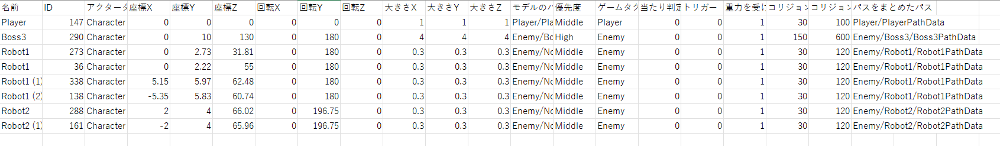 名前 ID アクター 座標X 座標Y 座標Z 回転X 回転Y 回転Z 大きさX 大きさY 大きさZ モデルのパ 優先度 ゲームタグ 当たり判定 トリガー 重力を受け コリジョン コリジョン パスをまとめたパス
Player 147 Character 0 0 0 0 0 0 1 1 1 Player/Pla Middle Player 0 0 1 30 100 Player/PlayerPathData
Boss3 290 Character 0 10 130 0 180 0 4 4 4 Enemy/Bo High Enemy 0 0 1 150 600 Enemy/Boss3/Boss3PathData
Robot1 273 Character 0 2.73 31.81 0 180 0 0.3 0.3 0.3 Enemy/No Middle Enemy 0 0 1 30 120 Enemy/Robot1/Robot1PathData
Robot1 36 Character 0 2.22 55 0 180 0 0.3 0.3 0.3 Enemy/No Middle Enemy 0 0 1 30 120 Enemy/Robot1/Robot1PathData
Robot1 (1) 338 Character 5.15 5.97 62.48 0 180 0 0.3 0.3 0.3 Enemy/No Middle Enemy 0 0 1 30 120 Enemy/Robot1/Robot1PathData
Robot1 (2) 138 Character -5.35 5.83 60.74 0 180 0 0.3 0.3 0.3 Enemy/No Middle Enemy 0 0 1 30 120 Enemy/Robot1/Robot1PathData
Robot2 288 Character 2 4 66.02 0 196.75 0 0.3 0.3 0.3 Enemy/No Middle Enemy 0 0 1 30 120 Enemy/Robot2/Robot2PathData
Robot2 (1) 161 Character -2 4 65.96 0 196.75 0 0.3 0.3 0.3 Enemy/No Middle Enemy 0 0 1 30 120 Enemy/Robot2/Robot2PathData